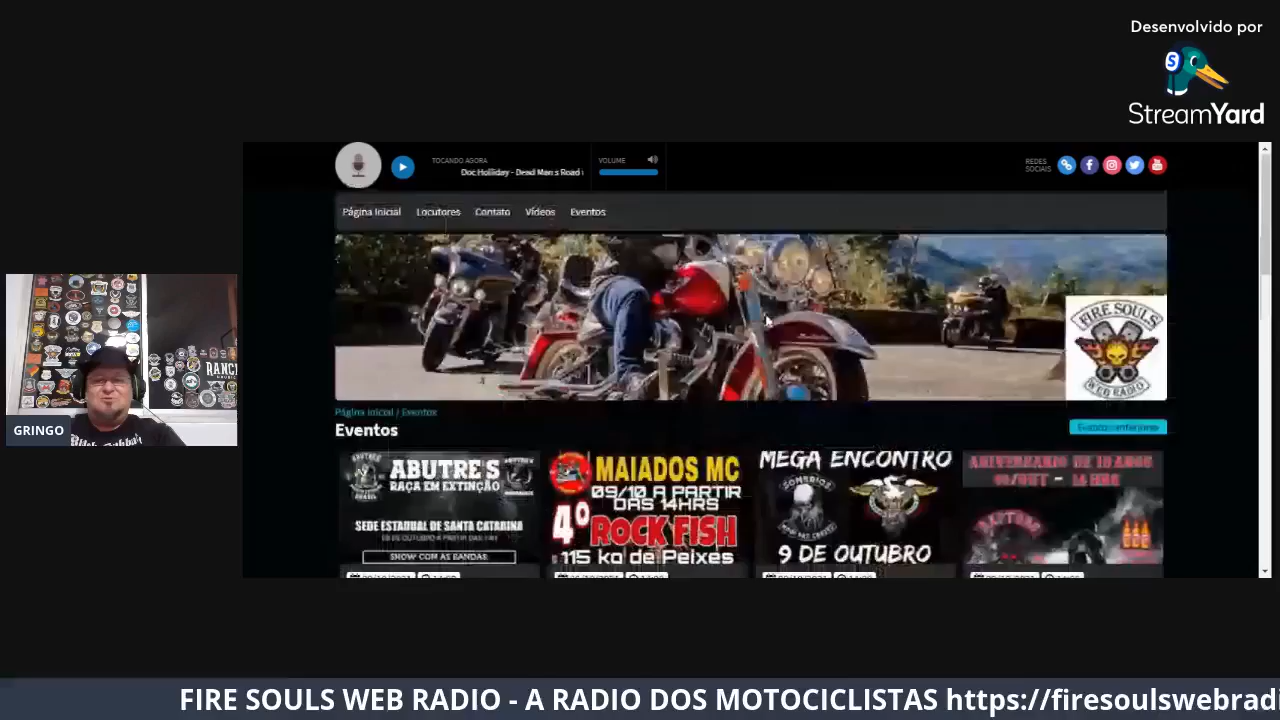 Desenvolvido por
StreamYard
TOCANDO AGORA
Doc Holliday - Dead Man s Road
VOLUME
REDES
SOCIAIS
Página Inicial Locutores Contato Vídeos Eventos
FIRE SOULS
WEB RADIO
Página Inicial / Eventos
Eventos
ABUTRE'S
RAÇA EM EXTINÇÃO
SEDE ESTADUAL DE SANTA CATARINA
SHOW COM AS BANDAS:
MAIADOS MC
09/10 A PARTIR
DAS 14HRS
4º ROCK FISH
115 kg de Peixes
MEGA ENCONTRO
SOMBRIOS
9 DE OUTUBRO
ANIVERSARIO DE 10 ANOS
GRINGO
FIRE SOULS WEB RADIO - A RADIO DOS MOTOCICLISTAS https://firesoulswebradi